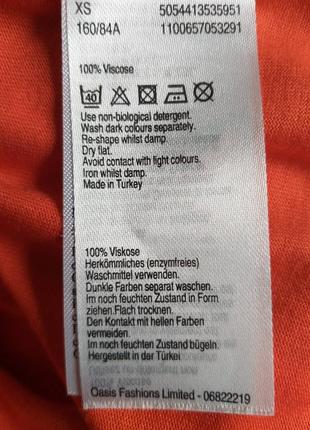 XS 5054413535951
160/84A 1100657053291
100% Viscose
40
Use non-biological detergent.
Wash dark colours separately.
Re-shape whilst damp.
Dry flat.
Avoid contact with light colours.
Iron whilst damp.
Made in Turkey
100% Viskose
Herkömmliches (enzymfreies)
Waschmittel verwenden.
Dunkle Farben separat waschen.
Im noch feuchten Zustand in Form
ziehen. Flach trocknen.
Den Kontakt mit hellen Farben
vermeiden.
Im noch feuchten Zustand bügeln.
Hergestellt in der Türkei
Oasis Fashions Limited - 06822219